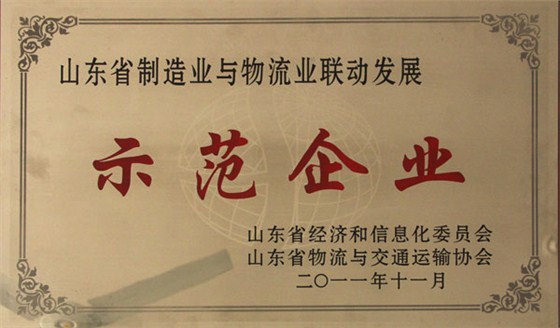 山东省制造业与物流业联动发展
示范企业
山东省经济和信息化委员会
山东省物流与交通运输协会
二〇一一年十一月